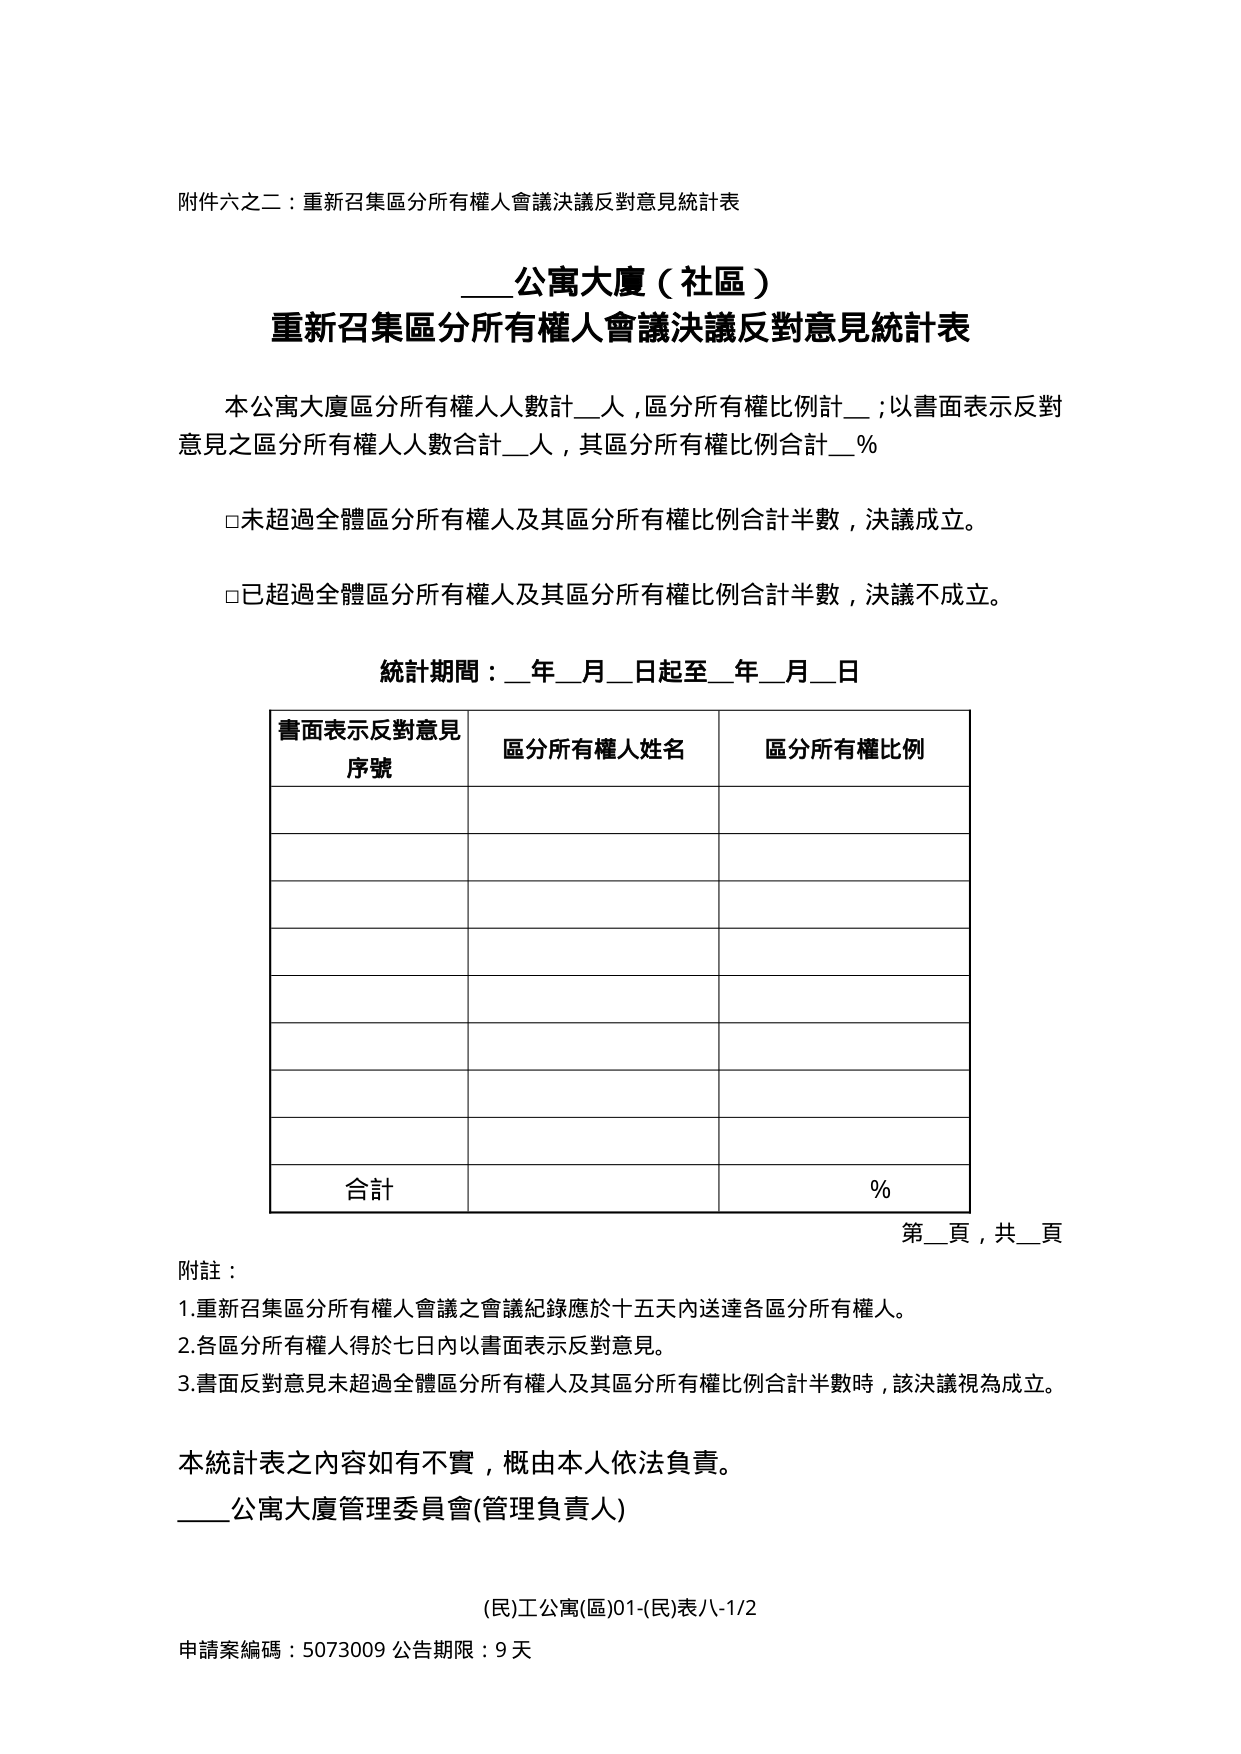 附件六之二：重新召集區分所有權人會議決議反對意見統計表
___公寓大廈（社區）
重新召集區分所有權人會議決議反對意見統計表
本公寓大廈區分所有權人人數計__人，區分所有權比例計__；以書面表示反對
意見之區分所有權人人數合計__人，其區分所有權比例合計__%
□未超過全體區分所有權人及其區分所有權比例合計半數，決議成立。
□已超過全體區分所有權人及其區分所有權比例合計半數，決議不成立。
統計期間：__年__月__日起至__年__月__日
書面表示反對意見
序號
區分所有權人姓名
區分所有權比例
合計
%
第__頁，共__頁
附註：
1.重新召集區分所有權人會議之會議紀錄應於十五天內送達各區分所有權人。
2.各區分所有權人得於七日內以書面表示反對意見。
3.書面反對意見未超過全體區分所有權人及其區分所有權比例合計半數時，該決議視為成立。
本統計表之內容如有不實，概由本人依法負責。
____公寓大廈管理委員會(管理負責人)
(民)工公寓(區)01-(民)表八-1/2
申請案編碼：5073009 公告期限：9 天